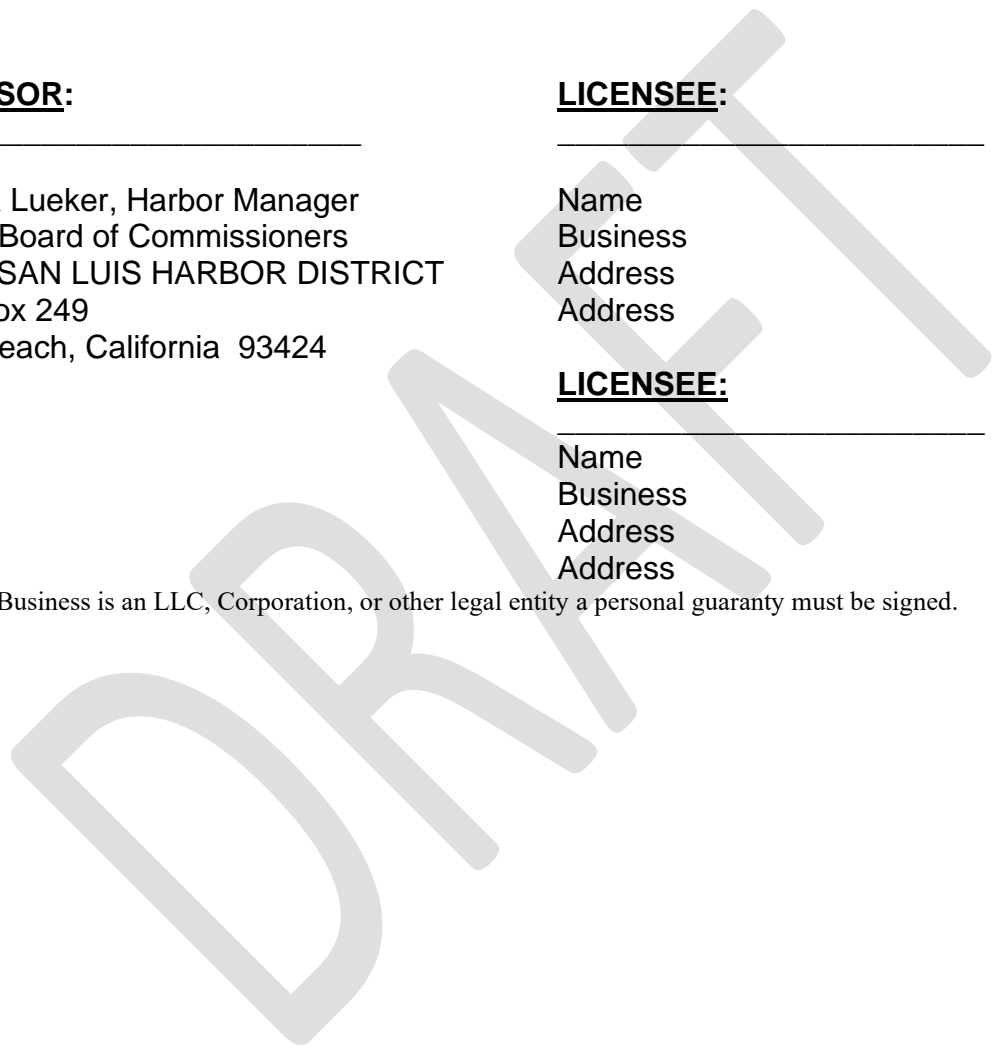 SOR:
Lueker, Harbor Manager
Board of Commissioners
SAN LUIS HARBOR DISTRICT
ox 249
each, California 93424
LICENSEE:
Name
Business
Address
Address
LICENSEE:
Name
Business
Address
Address
Business is an LLC, Corporation, or other legal entity a personal guaranty must be signed.
DRAFT